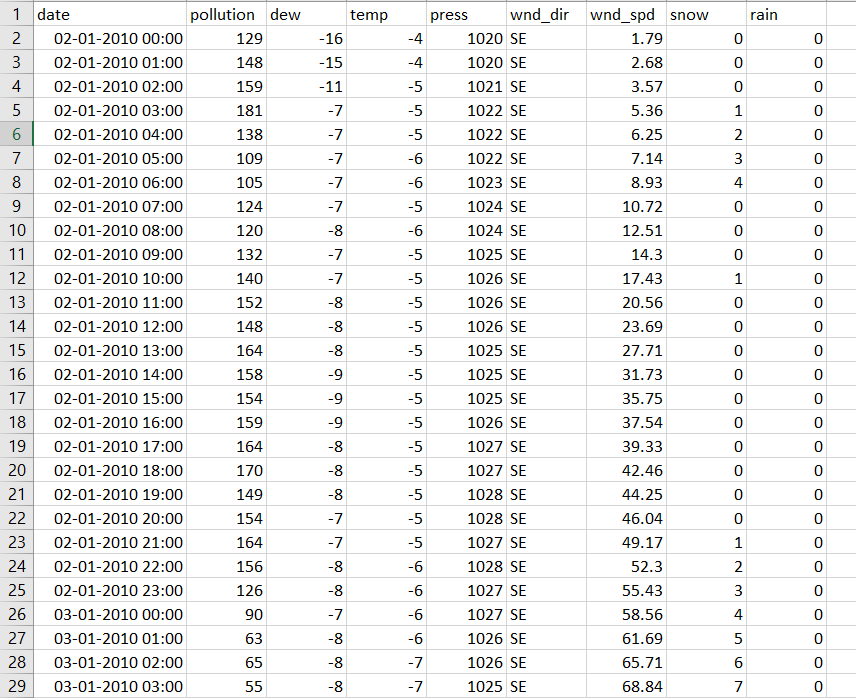 1 date pollution dew temp press wnd_dir wnd_spd snow rain
2 02-01-2010 00:00 129 -16 -4 1020 SE 1.79 0 0
3 02-01-2010 01:00 148 -15 -4 1020 SE 2.68 0 0
4 02-01-2010 02:00 159 -11 -5 1021 SE 3.57 0 0
5 02-01-2010 03:00 181 -7 -5 1022 SE 5.36 1 0
6 02-01-2010 04:00 138 -7 -5 1022 SE 6.25 2 0
7 02-01-2010 05:00 109 -7 -6 1022 SE 7.14 3 0
8 02-01-2010 06:00 105 -7 -6 1023 SE 8.93 4 0
9 02-01-2010 07:00 124 -7 -5 1024 SE 10.72 0 0
10 02-01-2010 08:00 120 -8 -6 1024 SE 12.51 0 0
11 02-01-2010 09:00 132 -7 -5 1025 SE 14.3 0 0
12 02-01-2010 10:00 140 -7 -5 1026 SE 17.43 1 0
13 02-01-2010 11:00 152 -8 -5 1026 SE 20.56 0 0
14 02-01-2010 12:00 148 -8 -5 1026 SE 23.69 0 0
15 02-01-2010 13:00 164 -8 -5 1025 SE 27.71 0 0
16 02-01-2010 14:00 158 -9 -5 1025 SE 31.73 0 0
17 02-01-2010 15:00 154 -9 -5 1025 SE 35.75 0 0
18 02-01-2010 16:00 159 -9 -5 1026 SE 37.54 0 0
19 02-01-2010 17:00 164 -8 -5 1027 SE 39.33 0 0
20 02-01-2010 18:00 170 -8 -5 1027 SE 42.46 0 0
21 02-01-2010 19:00 149 -8 -5 1028 SE 44.25 0 0
22 02-01-2010 20:00 154 -7 -5 1028 SE 46.04 0 0
23 02-01-2010 21:00 164 -7 -5 1027 SE 49.17 1 0
24 02-01-2010 22:00 156 -8 -6 1028 SE 52.3 2 0
25 02-01-2010 23:00 126 -8 -6 1027 SE 55.43 3 0
26 03-01-2010 00:00 90 -7 -6 1027 SE 58.56 4 0
27 03-01-2010 01:00 63 -8 -6 1026 SE 61.69 5 0
28 03-01-2010 02:00 65 -8 -7 1026 SE 65.71 6 0
29 03-01-2010 03:00 55 -8 -7 1025 SE 68.84 7 0